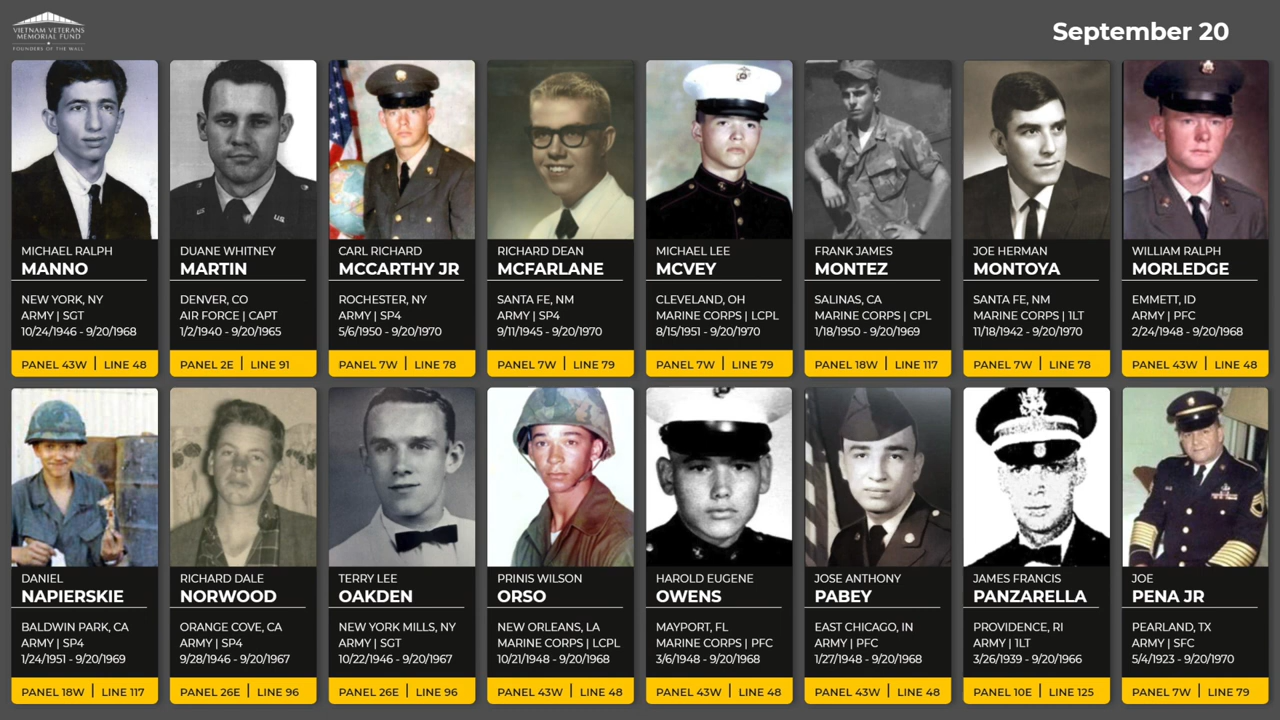 VIETNAM VETERANS
MEMORIAL FUND
FOUNDERS OF THE WALL
September 20
MICHAEL RALPH
MANNO
NEW YORK, NY
ARMY | SGT
10/24/1946 - 9/20/1968
PANEL 43W | LINE 48
DUANE WHITNEY
MARTIN
DENVER, CO
AIR FORCE | CAPT
1/2/1940 - 9/20/1965
PANEL 2E | LINE 91
CARL RICHARD
MCCARTHY JR
ROCHESTER, NY
ARMY | SP4
5/6/1950 - 9/20/1970
PANEL 7W | LINE 78
RICHARD DEAN
MCFARLANE
SANTA FE, NM
ARMY | SP4
9/11/1945 - 9/20/1970
PANEL 7W | LINE 79
MICHAEL LEE
MCVEY
CLEVELAND, OH
MARINE CORPS | LCPL
8/15/1951 - 9/20/1970
PANEL 7W | LINE 79
FRANK JAMES
MONTEZ
SALINAS, CA
MARINE CORPS | CPL
1/18/1950 - 9/20/1969
PANEL 18W | LINE 117
JOE HERMAN
MONTOYA
SANTA FE, NM
MARINE CORPS | 1LT
11/18/1942 - 9/20/1970
PANEL 7W | LINE 78
WILLIAM RALPH
MORLEDGE
EMMETT, ID
ARMY | PFC
2/24/1948 - 9/20/1968
PANEL 43W | LINE 48
DANIEL
NAPIERSKIE
BALDWIN PARK, CA
ARMY | SP4
1/24/1951 - 9/20/1969
PANEL 18W | LINE 117
RICHARD DALE
NORWOOD
ORANGE COVE, CA
ARMY | SP4
9/28/1946 - 9/20/1967
PANEL 26E | LINE 96
TERRY LEE
OAKDEN
NEW YORK MILLS, NY
ARMY | SGT
10/22/1946 - 9/20/1967
PANEL 26E | LINE 96
PRINIS WILSON
ORSO
NEW ORLEANS, LA
MARINE CORPS | LCPL
10/21/1948 - 9/20/1968
PANEL 43W | LINE 48
HAROLD EUGENE
OWENS
MAYPORT, FL
MARINE CORPS | PFC
3/6/1948 - 9/20/1968
PANEL 43W | LINE 48
JOSE ANTHONY
PABEY
EAST CHICAGO, IN
ARMY | PFC
1/27/1948 - 9/20/1968
PANEL 43W | LINE 48
JAMES FRANCIS
PANZARELLA
PROVIDENCE, RI
ARMY | 1LT
3/26/1939 - 9/20/1966
PANEL 10E | LINE 125
JOE
PENA JR
PEARLAND, TX
ARMY | SFC
5/4/1923 - 9/20/1970
PANEL 7W | LINE 79